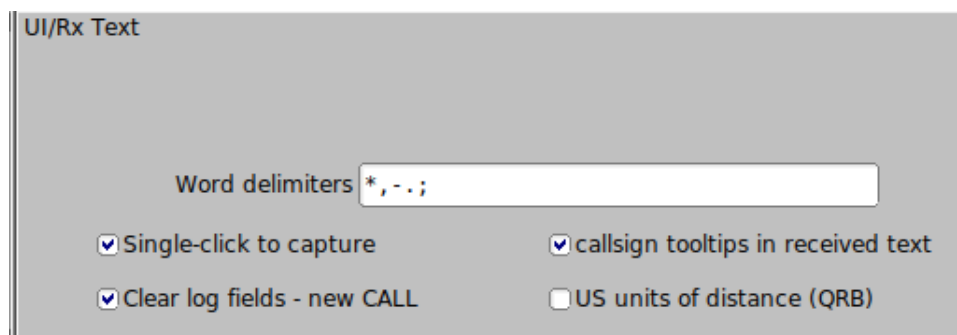 UI/Rx Text
Word delimiters *,-.;
Single-click to capture callsign tooltips in received text
Clear log fields - new CALL US units of distance (QRB)